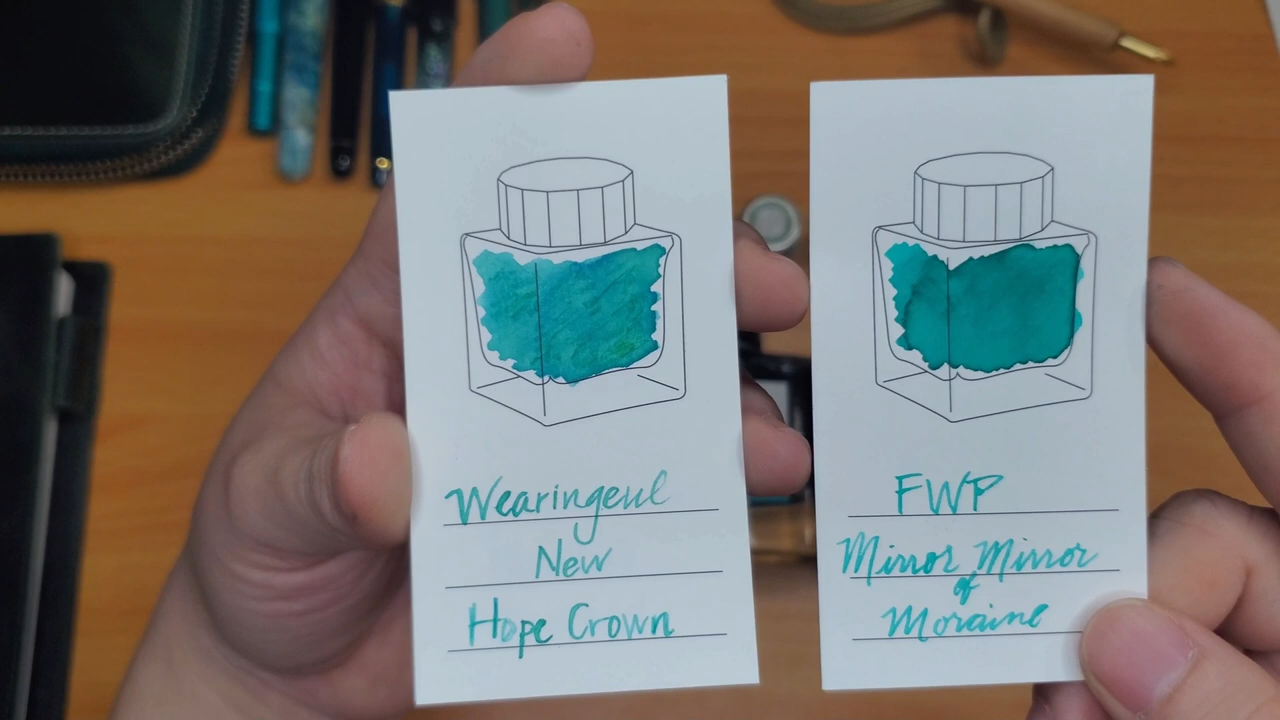 Wearingeul
New
Hope Crown
FWP
Mirror Mirror
of
Moraine